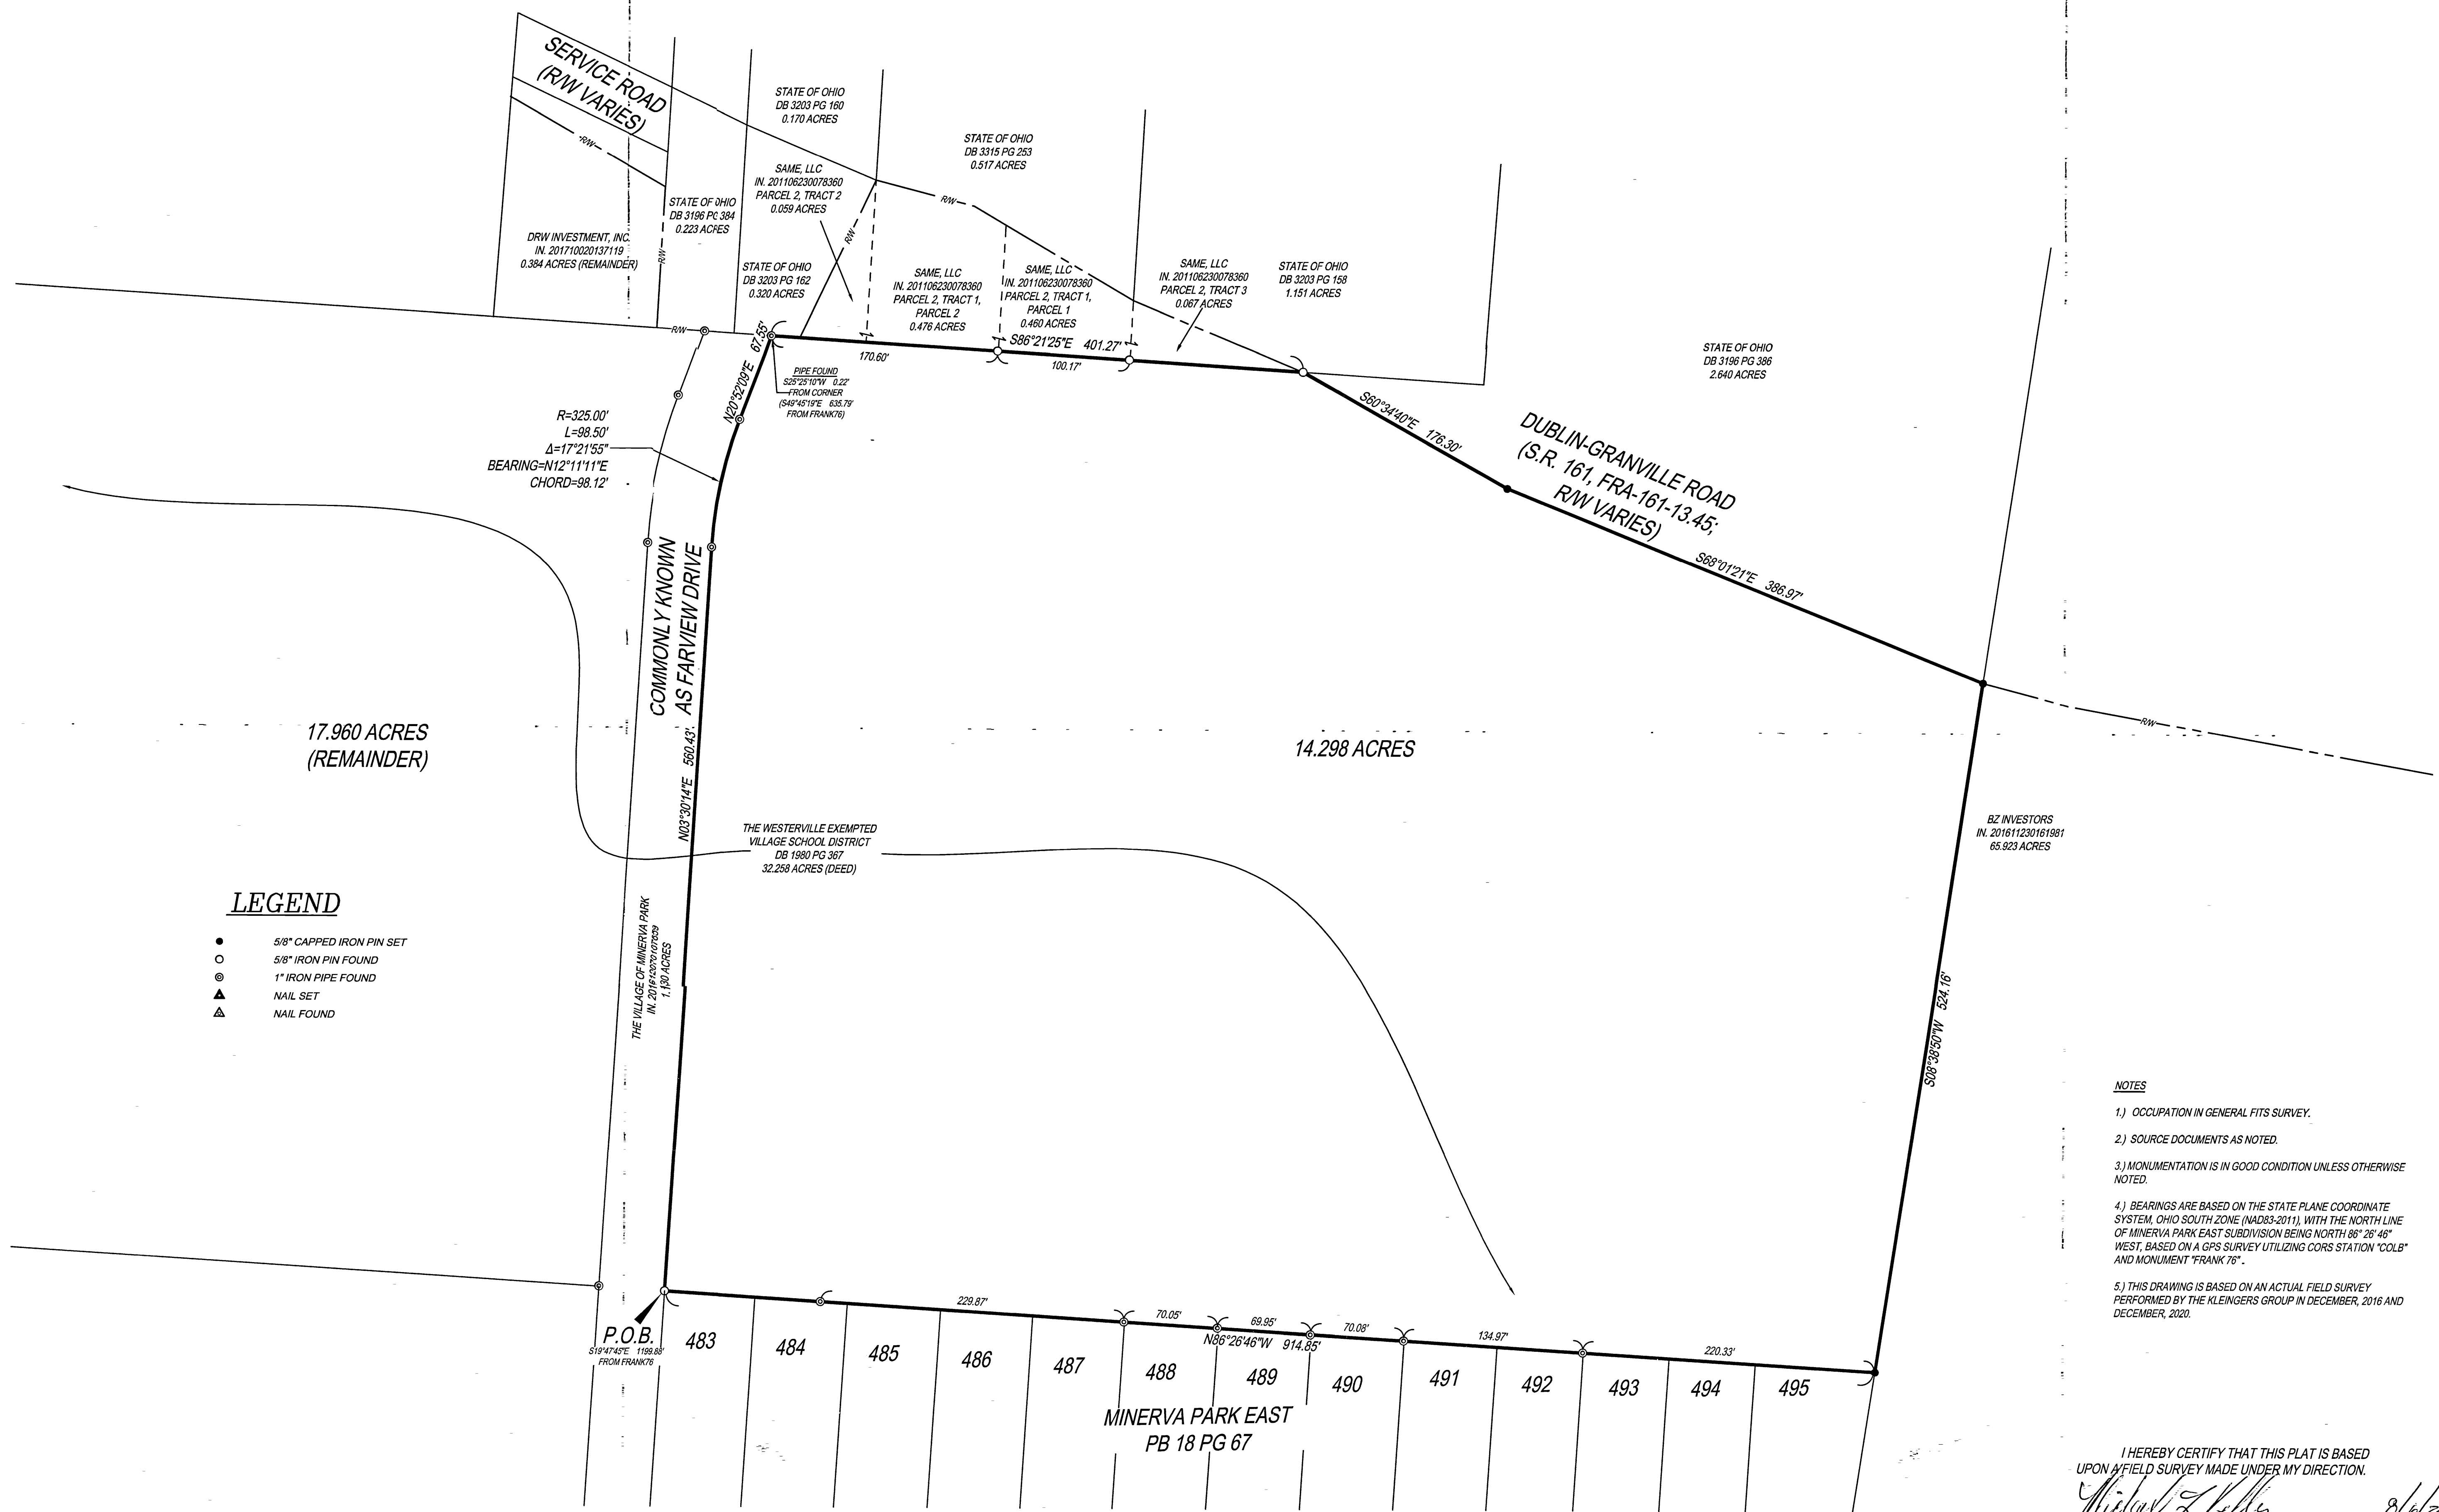 SERVICE ROAD
(R/W VARIES)
R/W
STATE OF OHIO
DB 3203 PG 160
0.170 ACRES
STATE OF OHIO
DB 3315 PG 253
0.517 ACRES
SAME, LLC
IN. 201106230078360
PARCEL 2, TRACT 2
0.059 ACRES
R/W
STATE OF OHIO
DB 3196 PG 384
0.223 ACRES
R/W
DRW INVESTMENT, INC.
IN. 201710020137119
0.384 ACRES (REMAINDER)
R/W
STATE OF OHIO
DB 3203 PG 162
0.320 ACRES
R/W
SAME, LLC
IN. 201106230078360
PARCEL 2, TRACT 1,
PARCEL 2
0.476 ACRES
SAME, LLC
IN. 201106230078360
PARCEL 2, TRACT 1,
PARCEL 1
0.460 ACRES
SAME, LLC
IN. 201106230078360
PARCEL 2, TRACT 3
0.067 ACRES
STATE OF OHIO
DB 3203 PG 158
1.151 ACRES
STATE OF OHIO
DB 3196 PG 386
2.640 ACRES
S86°21'25"E 401.27'
170.60'
100.17'
N20°52'09"E 67.55'
PIPE FOUND
S25°25'10"W 0.22'
FROM CORNER
(S49°45'19"E 635.79'
FROM FRANK76)
R=325.00'
L=98.50'
Δ=17°21'55"
BEARING=N12°11'11"E
CHORD=98.12'
S60°34'40"E 176.30'
DUBLIN-GRANVILLE ROAD
(S.R. 161, FRA-161-13.45;
R/W VARIES)
S68°01'21"E 386.97'
R/W
COMMONLY KNOWN
AS FARVIEW DRIVE
N03°30'14"E 560.43'
17.960 ACRES
(REMAINDER)
14.298 ACRES
THE WESTERVILLE EXEMPTED
VILLAGE SCHOOL DISTRICT
DB 1980 PG 367
32.258 ACRES (DEED)
BZ INVESTORS
IN. 201611230161981
65.923 ACRES
THE VILLAGE OF MINERVA PARK
1.130 ACRES
S08°38'50"W 524.16'
LEGEND
5/8" CAPPED IRON PIN SET
5/8" IRON PIN FOUND
1" IRON PIPE FOUND
NAIL SET
NAIL FOUND
NOTES
1.) OCCUPATION IN GENERAL FITS SURVEY.
2.) SOURCE DOCUMENTS AS NOTED.
3.) MONUMENTATION IS IN GOOD CONDITION UNLESS OTHERWISE
NOTED.
4.) BEARINGS ARE BASED ON THE STATE PLANE COORDINATE
SYSTEM, OHIO SOUTH ZONE (NAD83-2011), WITH THE NORTH LINE
OF MINERVA PARK EAST SUBDIVISION BEING NORTH 86° 26' 46"
WEST, BASED ON A GPS SURVEY UTILIZING CORS STATION "COLB"
AND MONUMENT "FRANK 76".
5.) THIS DRAWING IS BASED ON AN ACTUAL FIELD SURVEY
PERFORMED BY THE KLEINGERS GROUP IN DECEMBER, 2016 AND
DECEMBER, 2020.
P.O.B.
S19°47'45"E 1199.88'
FROM FRANK76
229.87'
70.05'
69.95'
70.08'
134.97'
220.33'
N86°26'46"W 914.85'
483 484 485 486 487 488 489 490 491 492 493 494 495
MINERVA PARK EAST
PB 18 PG 67
I HEREBY CERTIFY THAT THIS PLAT IS BASED
UPON A FIELD SURVEY MADE UNDER MY DIRECTION.